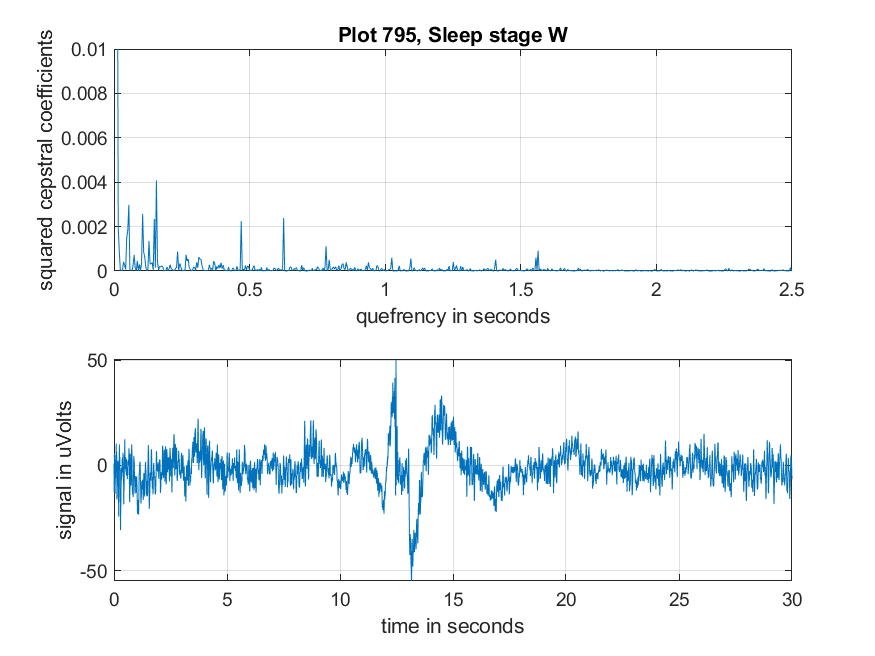 Plot 795, Sleep stage W
squared cepstral coefficients
0.01
0.008
0.006
0.004
0.002
0
0 0.5 1 1.5 2 2.5
quefrency in seconds
signal in uVolts
50
0
-50
0 5 10 15 20 25 30
time in seconds